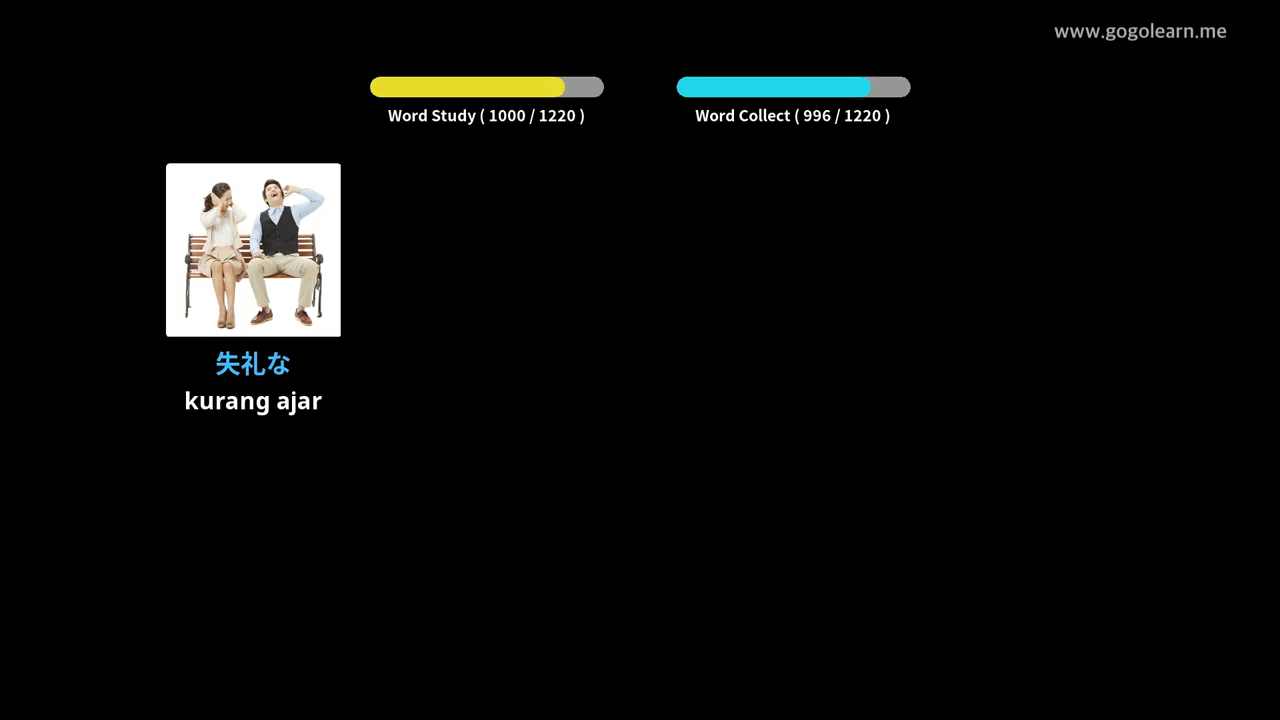 www.gogolearn.me
Word Study ( 1000 / 1220 )
Word Collect ( 996 / 1220 )
失礼な
kurang ajar